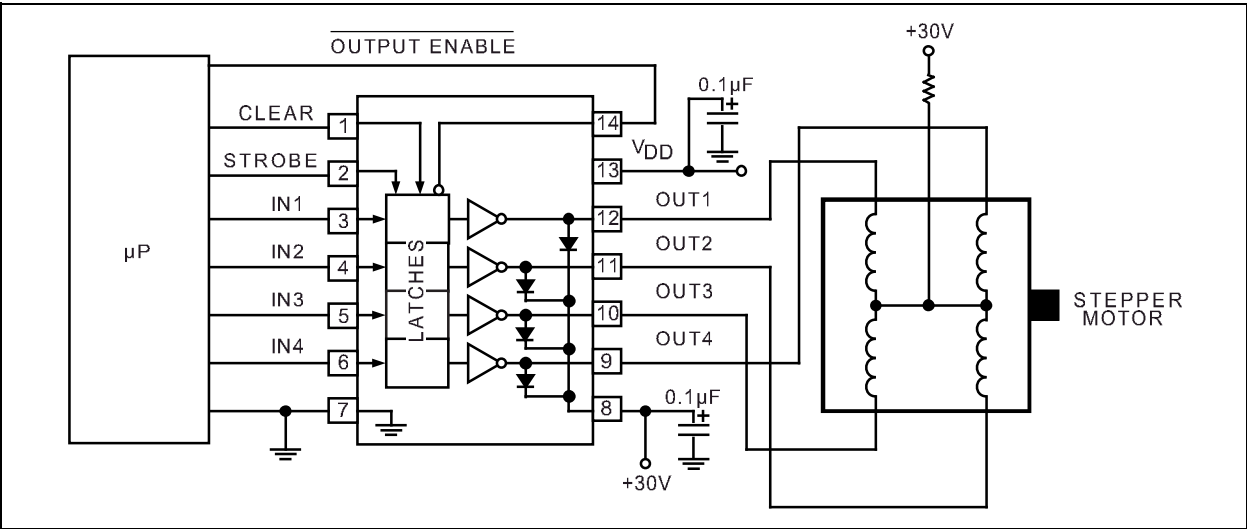 OUTPUT ENABLE
+30V
0.1µF
+
CLEAR
1
14
VDD
STROBE
2
13
IN1
3
12
OUT1
IN2
4
11
OUT2
µP
LATCHES
IN3
5
10
OUT3
STEPPER
MOTOR
IN4
6
9
OUT4
0.1µF
+
7
8
+30V